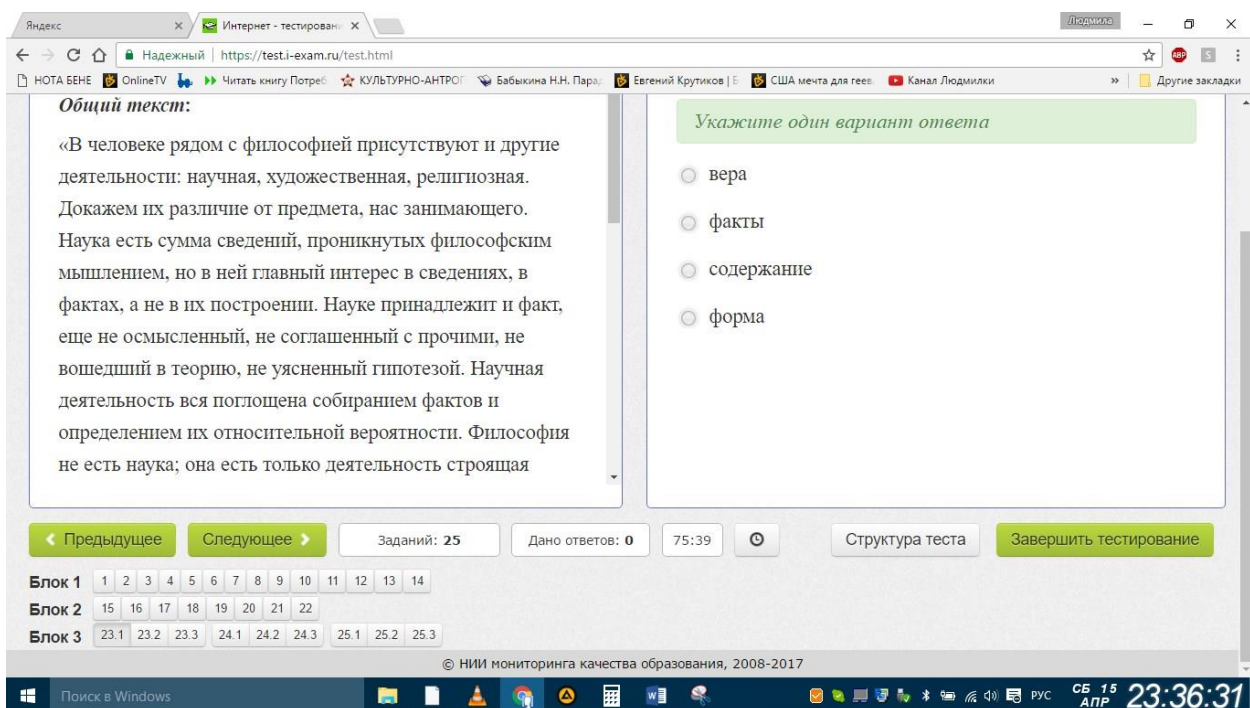 Яндекс
Интернет - тестирован
Людмила
Надежный | https://test.i-exam.ru/test.html
НОТА БЕНЕ OnlineTV Читать книгу Потреб КУЛЬТУРНО-АНТРОП Бабыкина Н.Н. Пара Евгений Крутиков | Б США мечта для геев Канал Людмилки » Другие закладки
Общий текст:
«В человеке рядом с философией присутствуют и другие
деятельности: научная, художественная, религиозная.
Докажем их различие от предмета, нас занимающего.
Наука есть сумма сведений, проникнутых философским
мышлением, но в ней главный интерес в сведениях, в
фактах, а не в их построении. Науке принадлежит и факт,
еще не осмысленный, не соглашенный с прочими, не
вошедший в теорию, не уясненный гипотезой. Научная
деятельность вся поглощена собиранием фактов и
определением их относительной вероятности. Философия
не есть наука; она есть только деятельность строящая
Укажите один вариант ответа
вера
факты
содержание
форма
Предыдущее Следующее Заданий: 25 Дано ответов: 0 75:39 Структура теста Завершить тестирование
Блок 1 1 2 3 4 5 6 7 8 9 10 11 12 13 14
Блок 2 15 16 17 18 19 20 21 22
Блок 3 23.1 23.2 23.3 24.1 24.2 24.3 25.1 25.2 25.3
© НИИ мониторинга качества образования, 2008-2017
Поиск в Windows
РУС
СБ 15
АПР
23:36:31